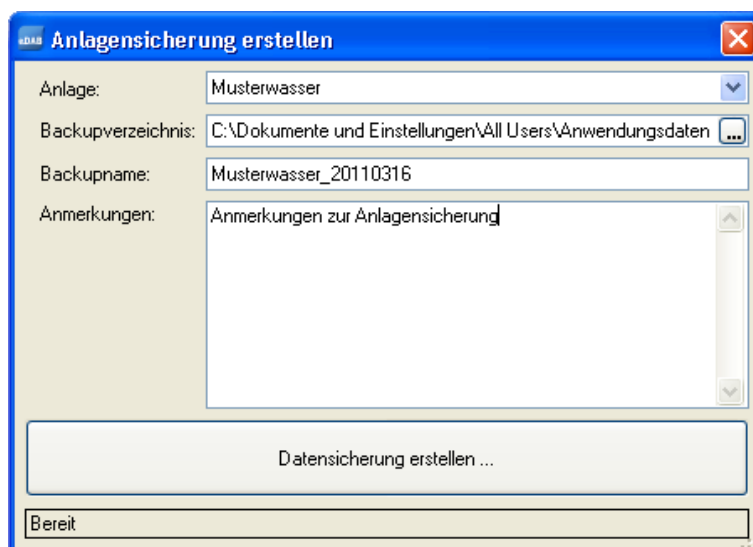 eDAB Anlagensicherung erstellen
Anlage: Musterwasser
Backupverzeichnis: C:\Dokumente und Einstellungen\All Users\Anwendungsdaten ...
Backupname: Musterwasser_20110316
Anmerkungen: Anmerkungen zur Anlagensicherung
Datensicherung erstellen ...
Bereit